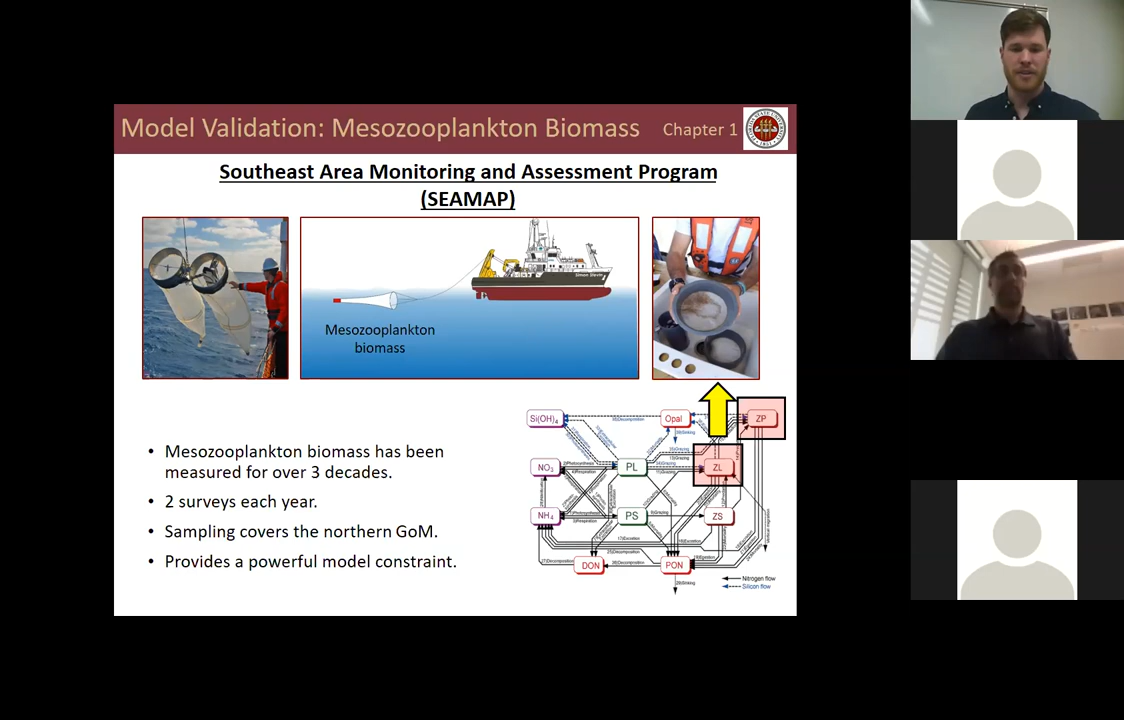 Model Validation: Mesozooplankton Biomass
Chapter 1
Southeast Area Monitoring and Assessment Program
(SEAMAP)
Mesozooplankton
biomass
• Mesozooplankton biomass has been
measured for over 3 decades.
• 2 surveys each year.
• Sampling covers the northern GoM.
• Provides a powerful model constraint.
Si(OH)4
Opal
ZP
NO3
PL
ZL
NH4
PS
ZS
DON
PON
Nitrogen flow
Silicon flow